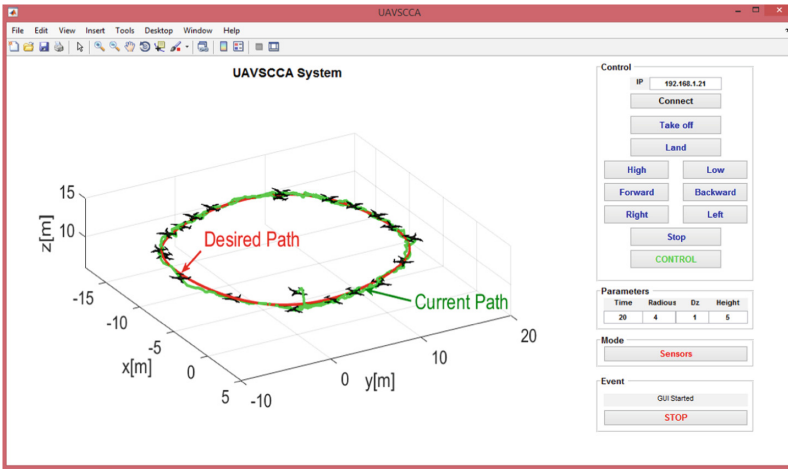 UAVSCCA
File Edit View Insert Tools Desktop Window Help
UAVSCCA System
z[m]
15
10
-15
-10
-5
0
5
x[m]
-10
0
10
20
y[m]
Desired Path
Current Path
Control
IP 192.168.1.21
Connect
Take off
Land
High Low
Forward Backward
Right Left
Stop
CONTROL
Parameters
Time Radious Dz Height
20 4 1 5
Mode
Sensors
Event
GUI Started
STOP